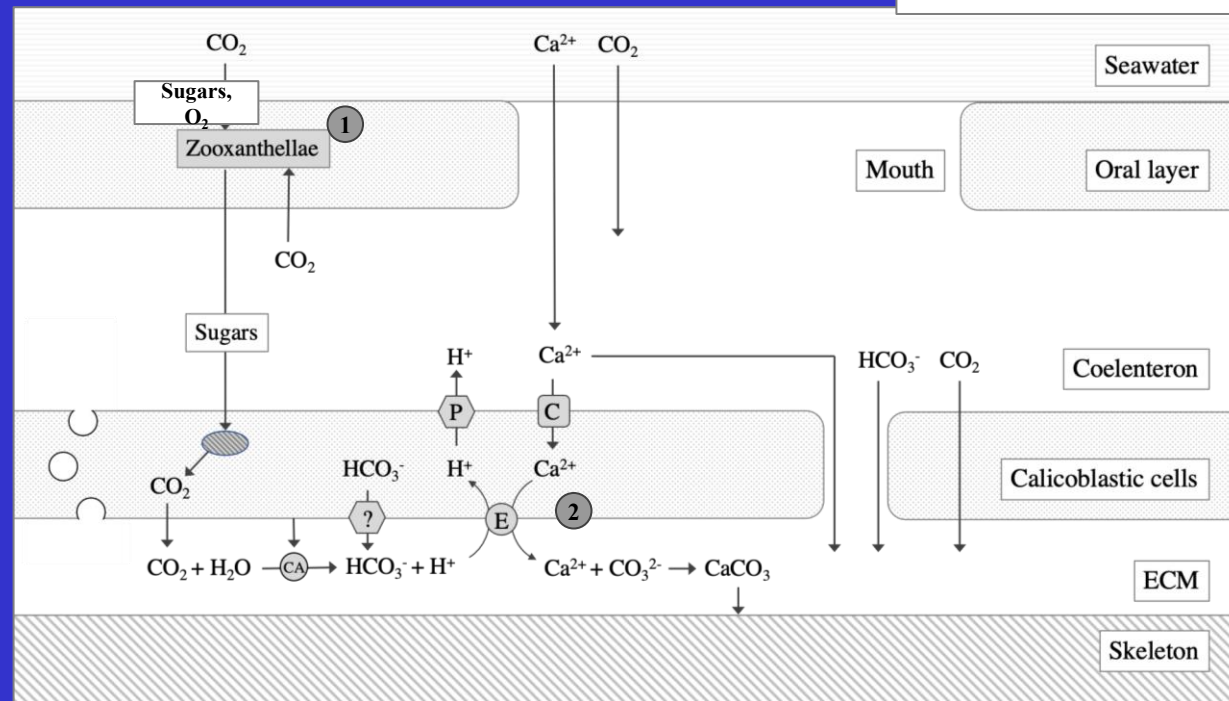 CO₂
Ca²⁺ CO₂
Seawater
Sugars,
O₂
1
Zooxanthellae
Mouth
Oral layer
CO₂
Sugars
H⁺
Ca²⁺
HCO₃⁻ CO₂
Coelenteron
P
C
CO₂
HCO₃⁻
H⁺
Ca²⁺
Calicoblastic cells
?
E
2
CO₂ + H₂O
CA
HCO₃⁻ + H⁺
Ca²⁺ + CO₃²⁻
CaCO₃
ECM
Skeleton